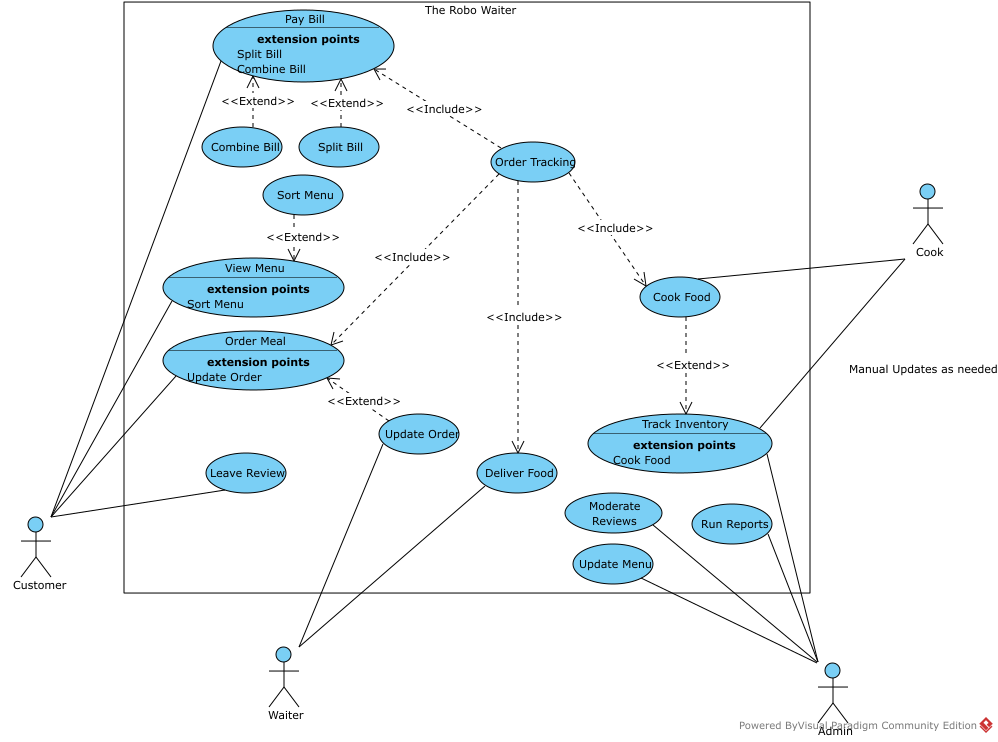 The Robo Waiter
Pay Bill
extension points
Split Bill
Combine Bill
<<Extend>>
<<Extend>>
<<Include>>
Combine Bill
Split Bill
Order Tracking
Sort Menu
<<Extend>>
<<Include>>
<<Include>>
Cook
View Menu
extension points
Sort Menu
Cook Food
<<Include>>
Order Meal
extension points
Update Order
<<Extend>>
Manual Updates as needed
<<Extend>>
Update Order
Track Inventory
extension points
Cook Food
Leave Review
Deliver Food
Moderate
Reviews
Run Reports
Update Menu
Customer
Waiter
Admin
Powered ByVisual Paradigm Community Edition